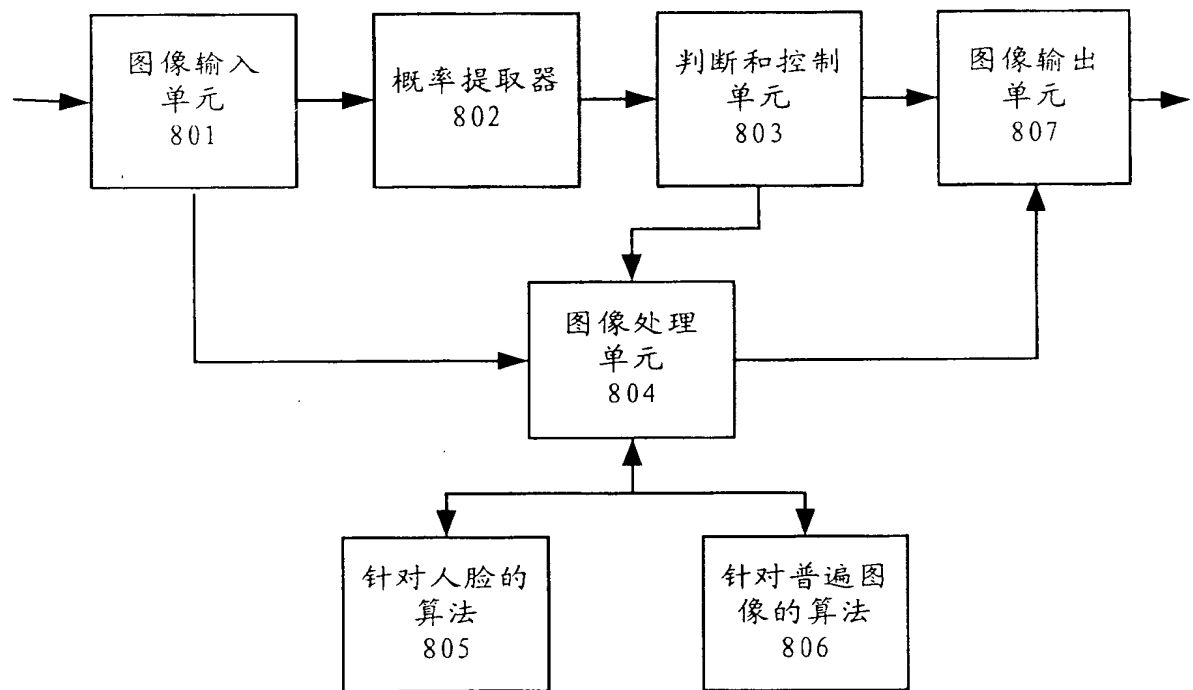 图像输入
单元
801
概率提取器
802
判断和控制
单元
803
图像输出
单元
807
图像处理
单元
804
针对人脸的
算法
805
针对普遍图
像的算法
806